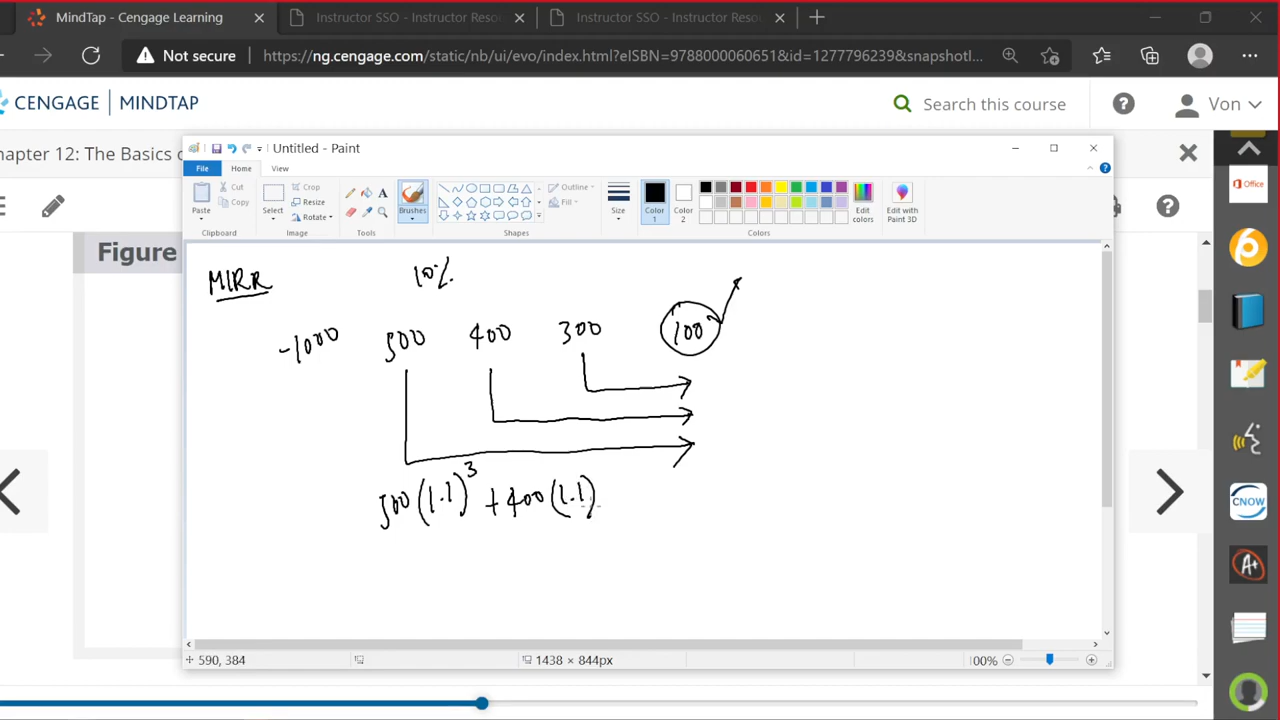 MindTap - Cengage Learning
Instructor SSO - Instructor Reso
Instructor SSO - Instructor Reso
Not secure
https://ng.cengage.com/static/nb/ui/evo/index.html?eISBN=9788000060651&id=1277796239&snapshotI...
CENGAGE MINDTAP
Search this course
Von
hapter 12: The Basics o
Figure
Untitled - Paint
File Home View
Paste
Cut
Copy
Clipboard
Select
Crop
Resize
Rotate
Image
Tools
Brushes
Shapes
Outline
Fill
Size
Color 1
Color 2
Edit colors
Edit with Paint 3D
Colors
MIRR 10%
-1000 500 400 300 100
500(1.1)^3 + 400(1.1)
590, 384
1438 × 844px
100%
Office
CNOW
A+